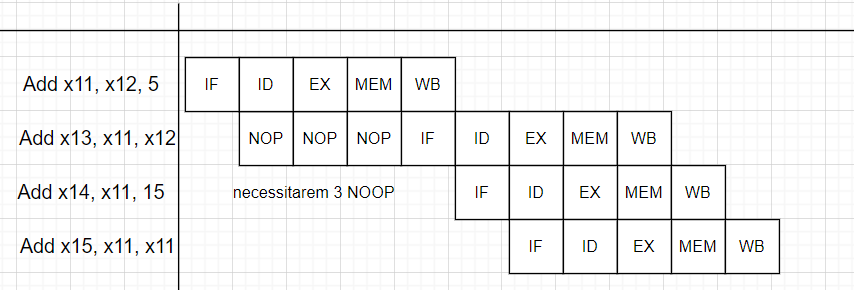 Add x11, x12, 5 IF ID EX MEM WB
Add x13, x11, x12 NOP NOP NOP IF ID EX MEM WB
Add x14, x11, 15 necessitarem 3 NOOP IF ID EX MEM WB
Add x15, x11, x11 IF ID EX MEM WB